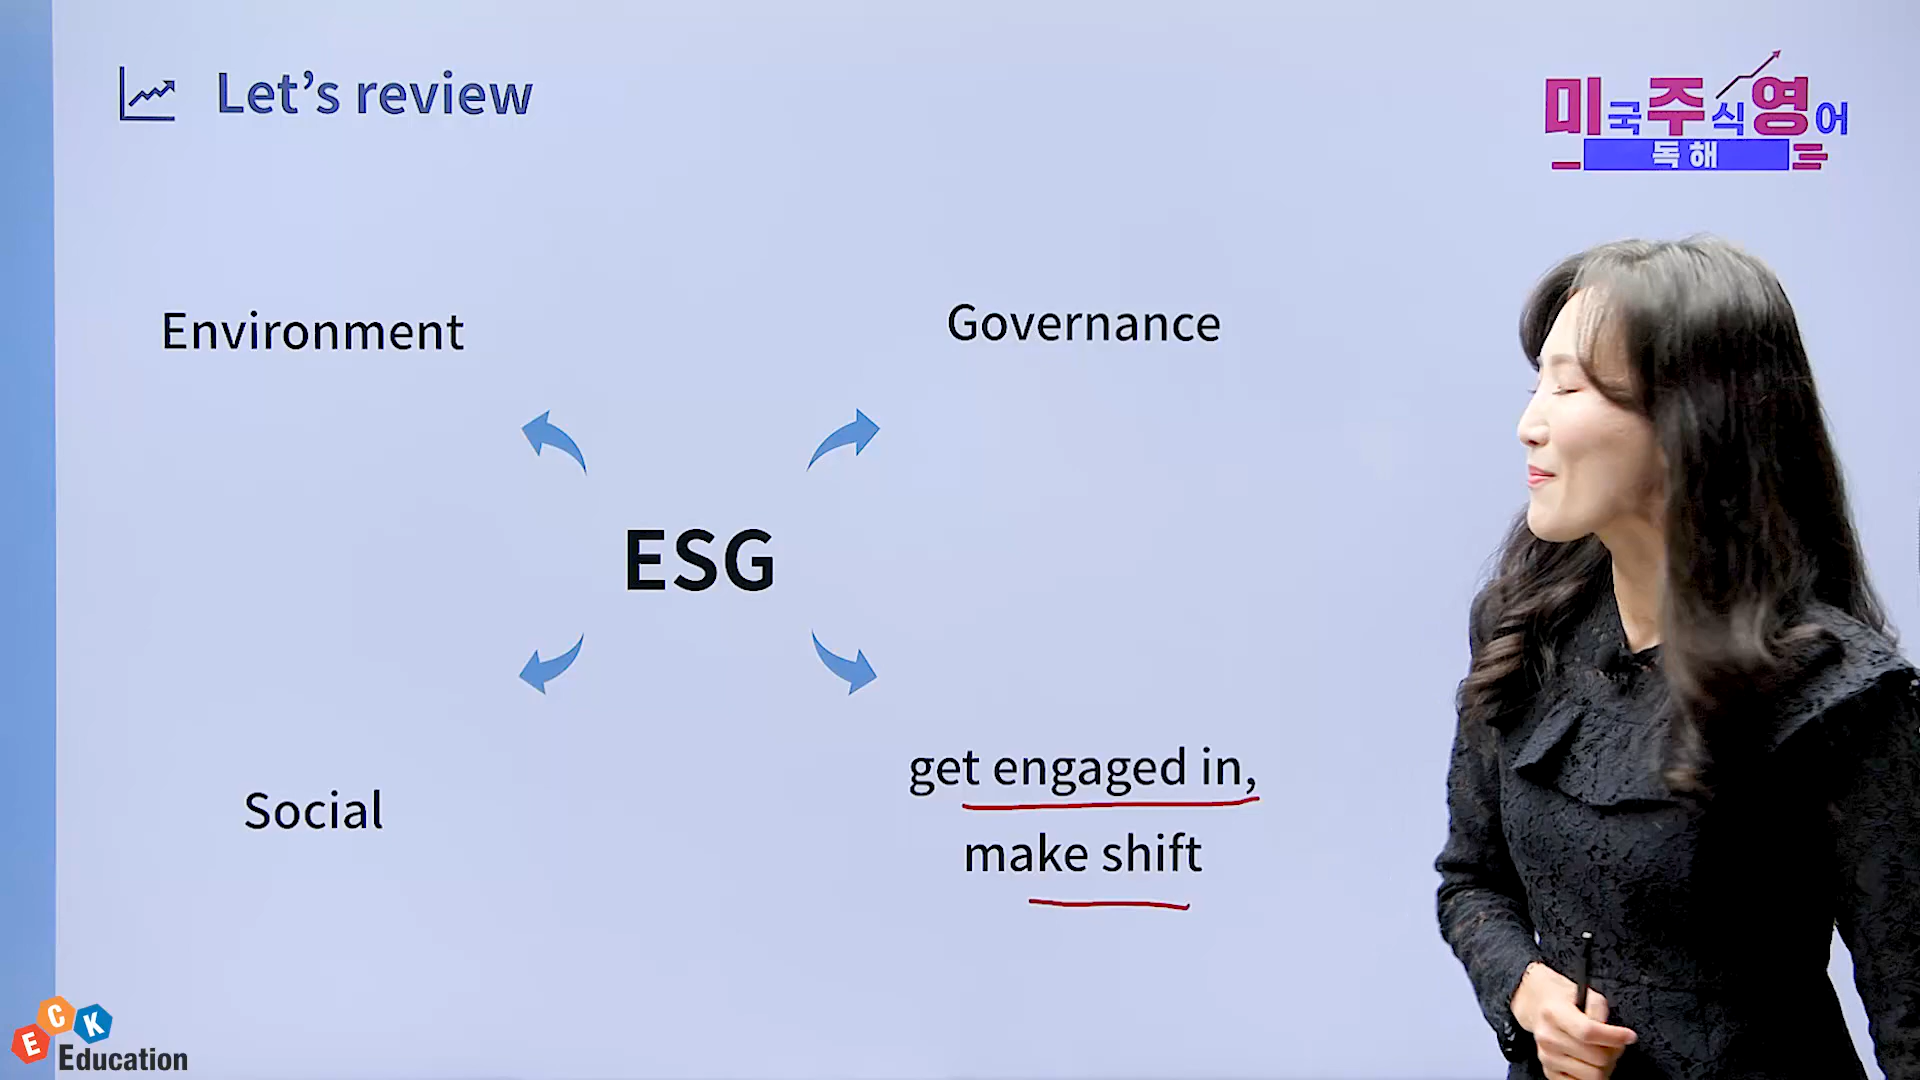 Let's review
미국주식영어
독해
Environment
Governance
ESG
Social
get engaged in,
make shift
ECK
Education